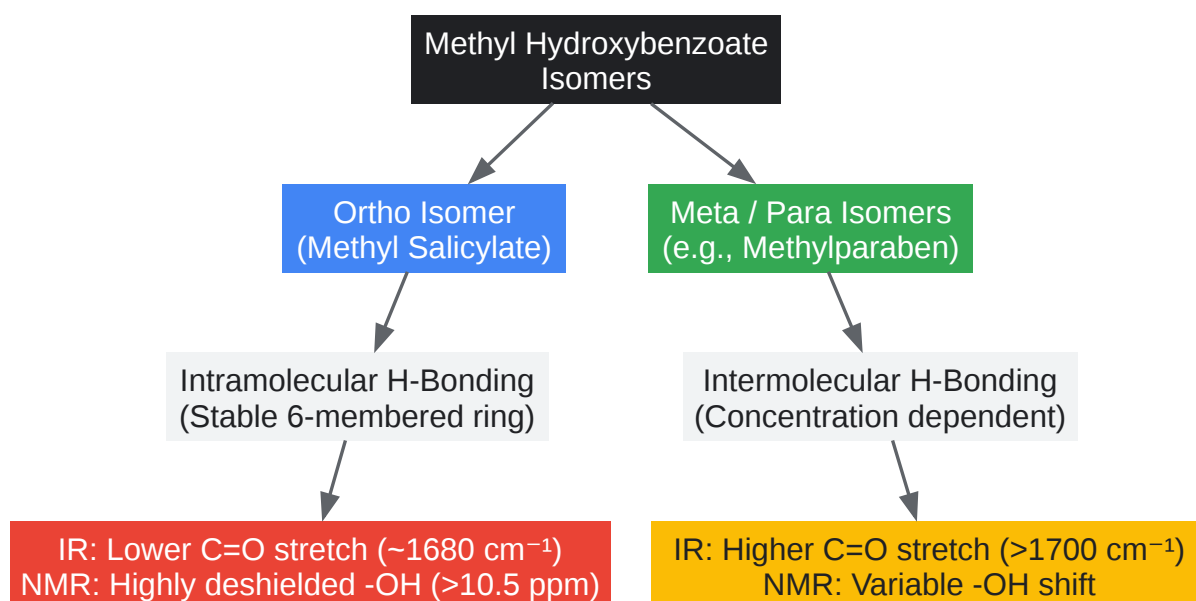 Methyl Hydroxybenzoate
Isomers
Ortho Isomer
(Methyl Salicylate)
Meta / Para Isomers
(e.g., Methylparaben)
Intramolecular H-Bonding
(Stable 6-membered ring)
Intermolecular H-Bonding
(Concentration dependent)
IR: Lower C=O stretch (~1680 cm⁻¹)
NMR: Highly deshielded -OH (>10.5 ppm)
IR: Higher C=O stretch (>1700 cm⁻¹)
NMR: Variable -OH shift